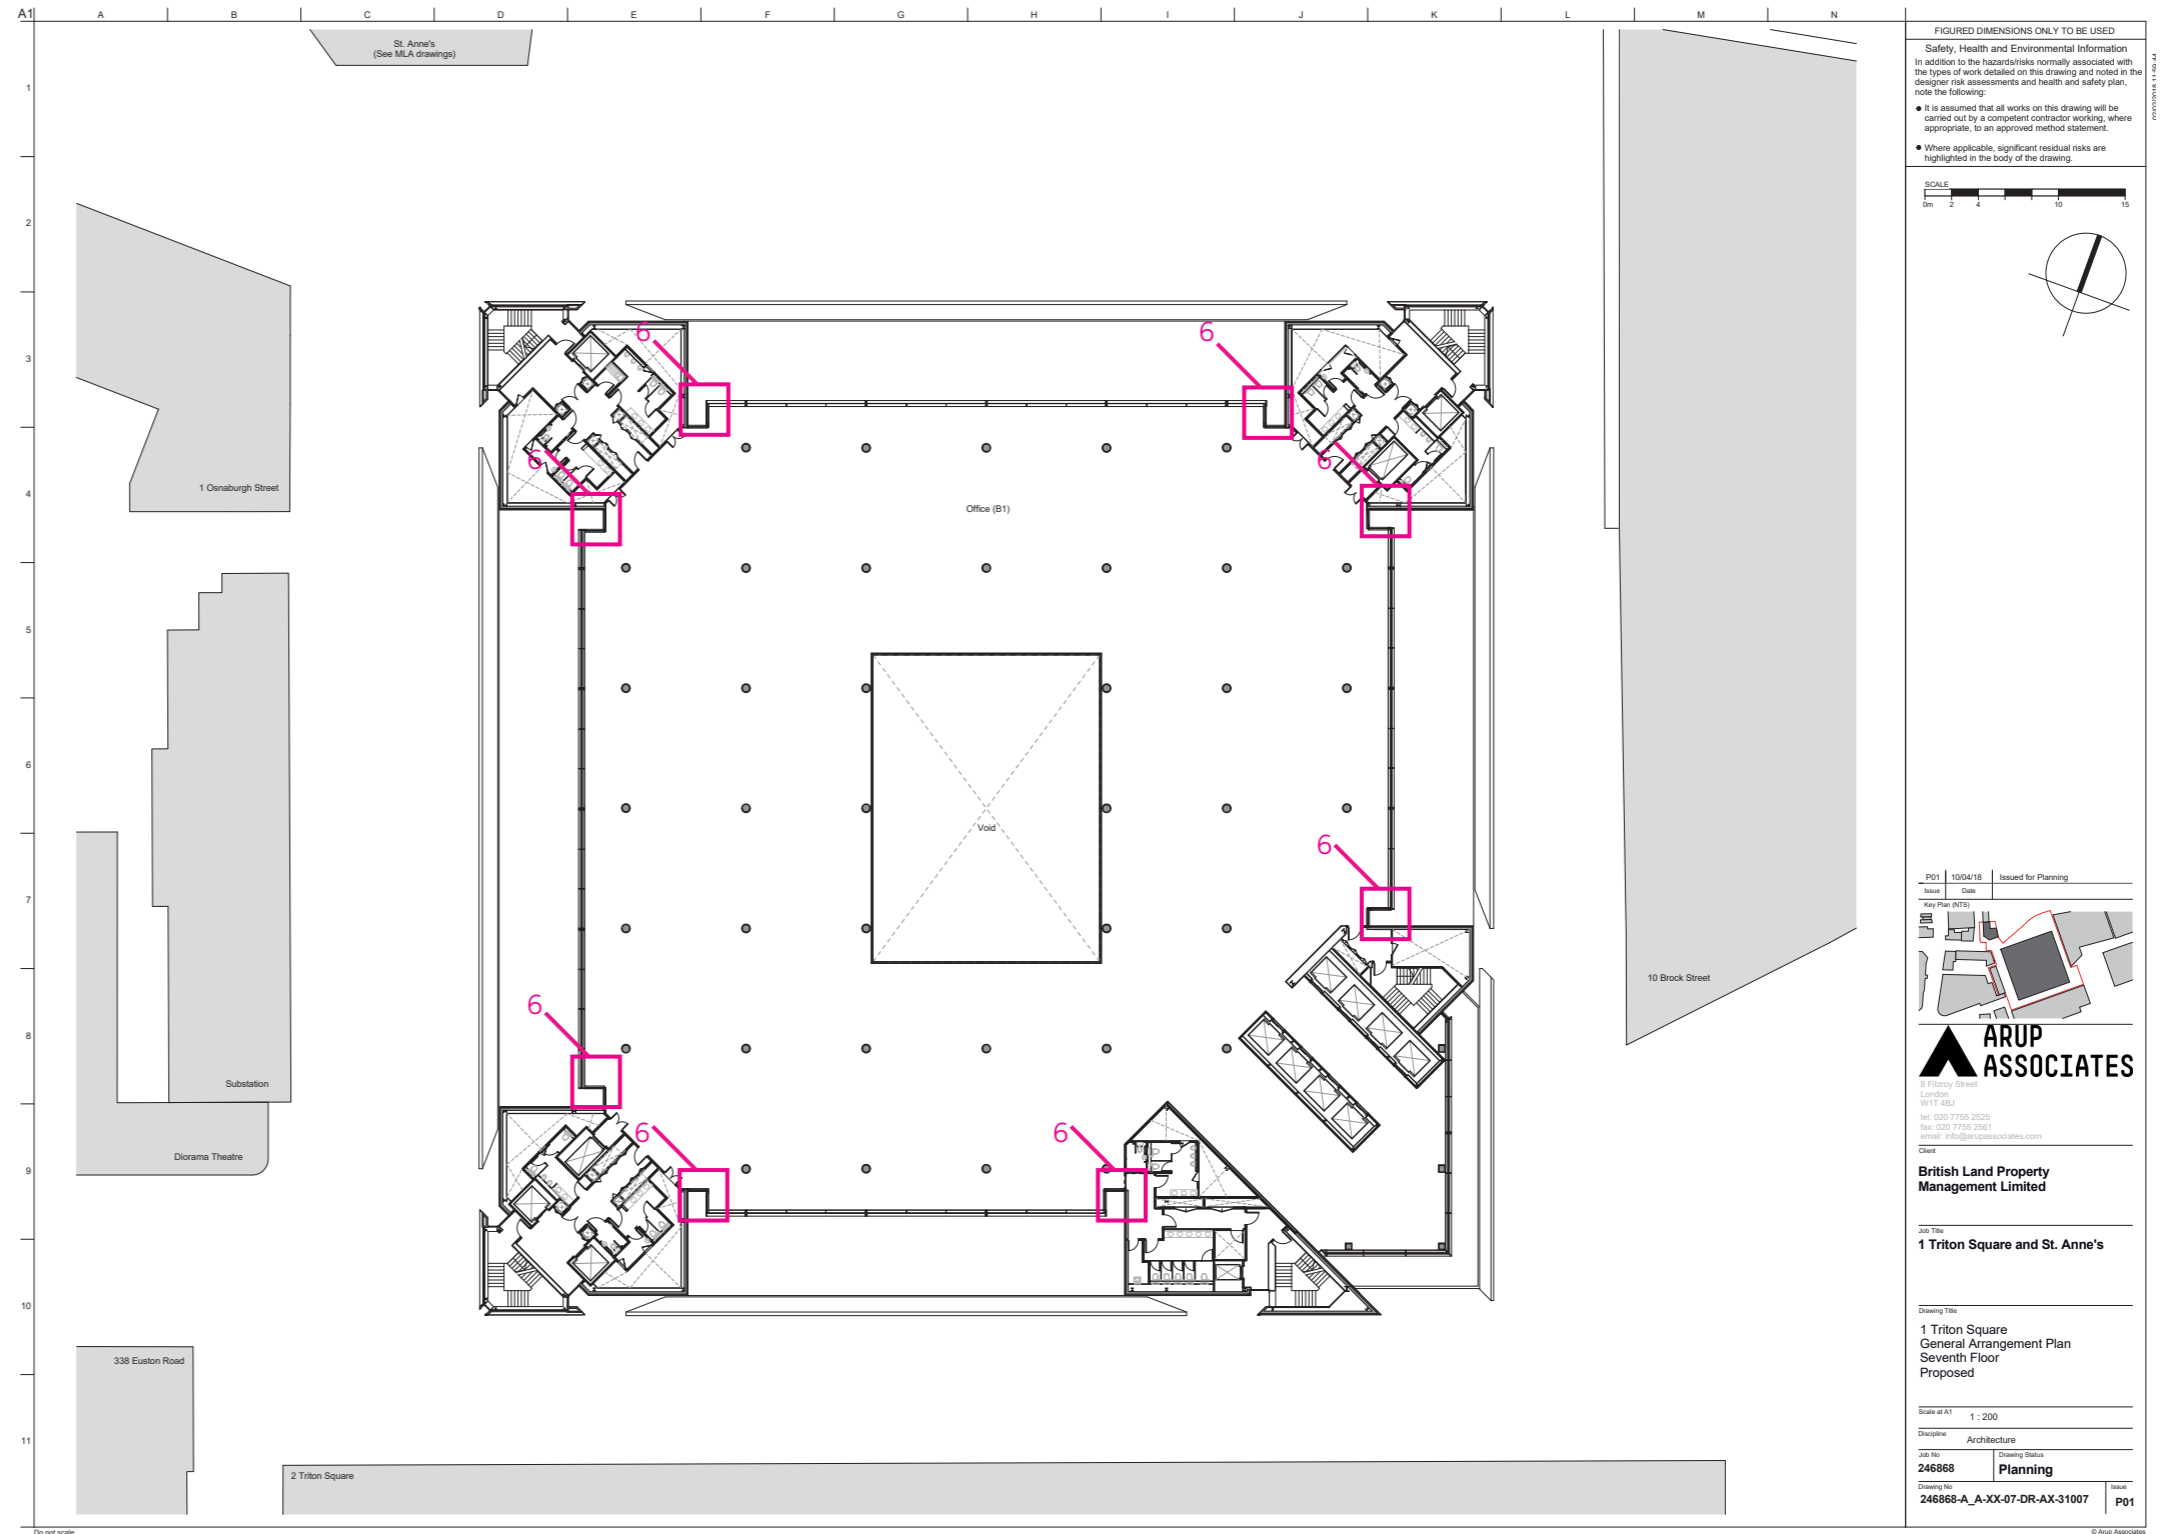 A1
A B C D E F G H I J K L M N
1
2
3
4
5
6
7
8
9
10
11
St. Anne's
(See MLA drawings)
1 Osnaburgh Street
Substation
Diorama Theatre
338 Euston Road
2 Triton Square
10 Brock Street
Office (B1)
Void
6
6
6
6
6
6
6
6
Do not scale
FIGURED DIMENSIONS ONLY TO BE USED
Safety, Health and Environmental Information
In addition to the hazards/risks normally associated with
the types of work detailed on this drawing and noted in the
designer risk assessments and health and safety plan,
note the following:
● It is assumed that all works on this drawing will be
carried out by a competent contractor working, where
appropriate, to an approved method statement.
● Where applicable, significant residual risks are
highlighted in the body of the drawing.
SCALE
0m 2 4 10 15
P01 10/04/18 Issued for Planning
Issue Date
Key Plan (NTS)
ARUP
ASSOCIATES
8 Fitzroy Street
London
W1T 4BJ
tel: 020 7755 2525
fax: 020 7755 2561
email: info@arupassociates.com
Client
British Land Property
Management Limited
Job Title
1 Triton Square and St. Anne's
Drawing Title
1 Triton Square
General Arrangement Plan
Seventh Floor
Proposed
Scale at A1
1 : 200
Discipline
Architecture
Job No Drawing Status
246868 Planning
Drawing No Issue
246868-A_A-XX-07-DR-AX-31007 P01
© Arup Associates